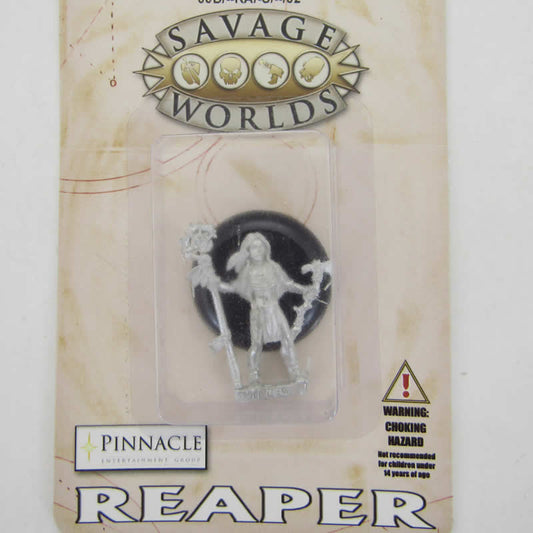 SAVAGE
WORLDS
PINNACLE
ENTERTAINMENT GROUP
WARNING:
CHOKING
HAZARD
Not recommended
for children under
14 years of age
REAPER